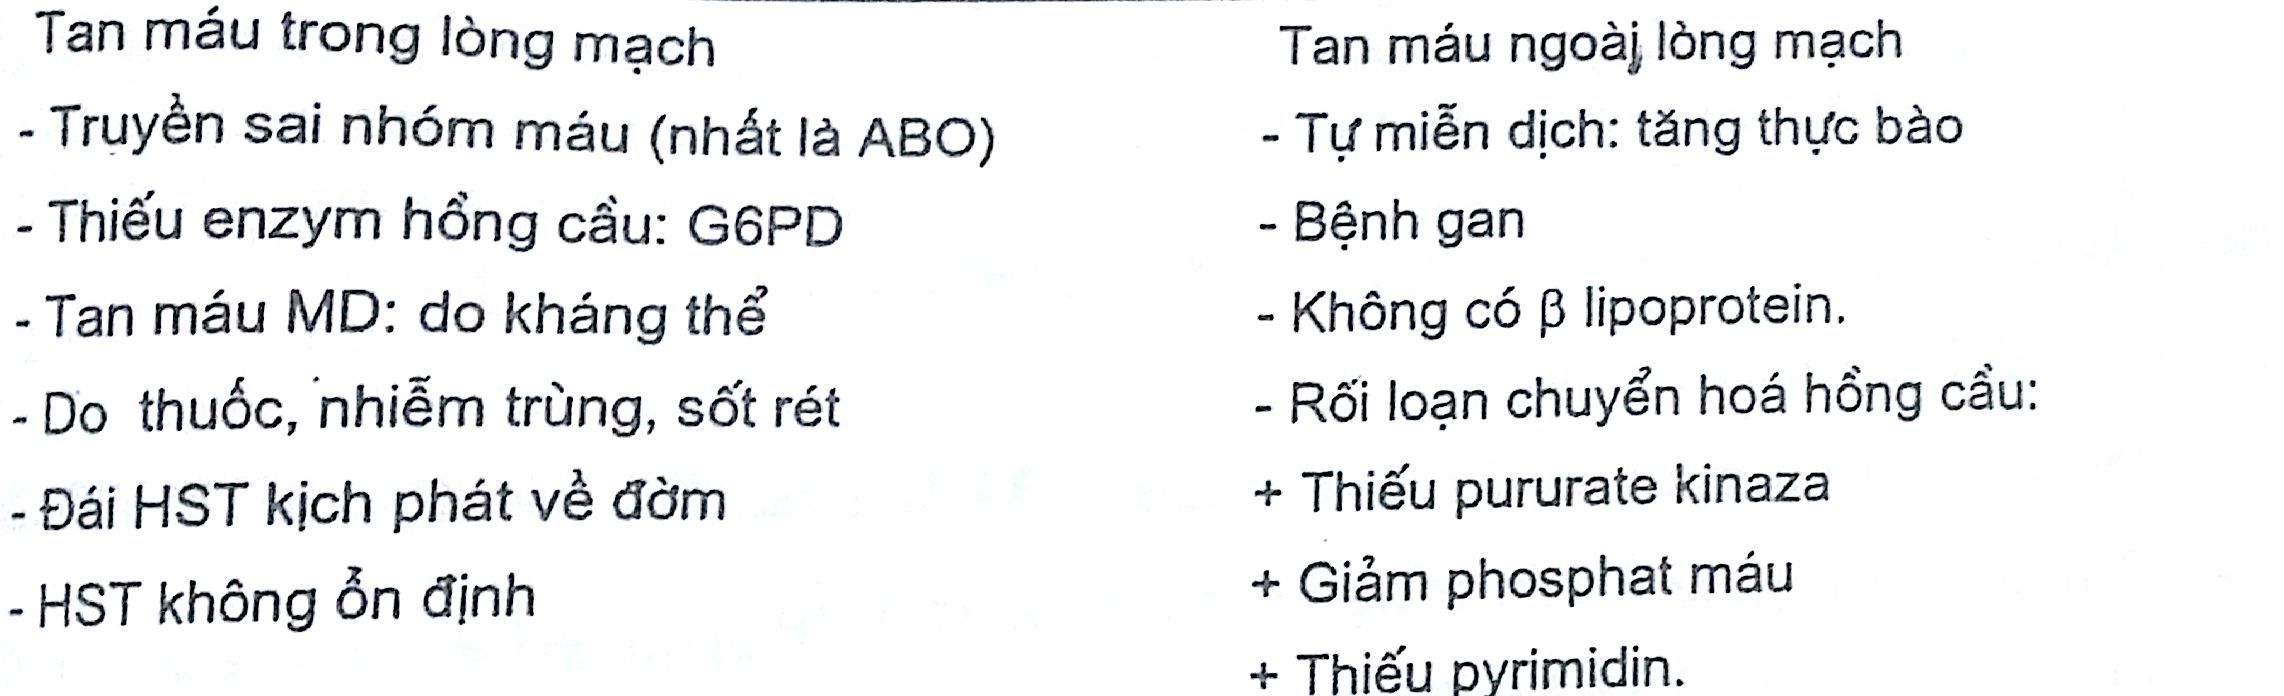 Tan máu trong lòng mạch
- Truyền sai nhóm máu (nhất là ABO)
- Thiếu enzym hồng cầu: G6PD
- Tan máu MD: do kháng thể
- Do thuốc, nhiễm trùng, sốt rét
- Đái HST kịch phát về đờm
- HST không ổn định
Tan máu ngoài lòng mạch
- Tự miễn dịch: tăng thực bào
- Bệnh gan
- Không có β lipoprotein.
- Rối loạn chuyển hoá hồng cầu:
+ Thiếu pururate kinaza
+ Giảm phosphat máu
+ Thiếu pyrimidin.